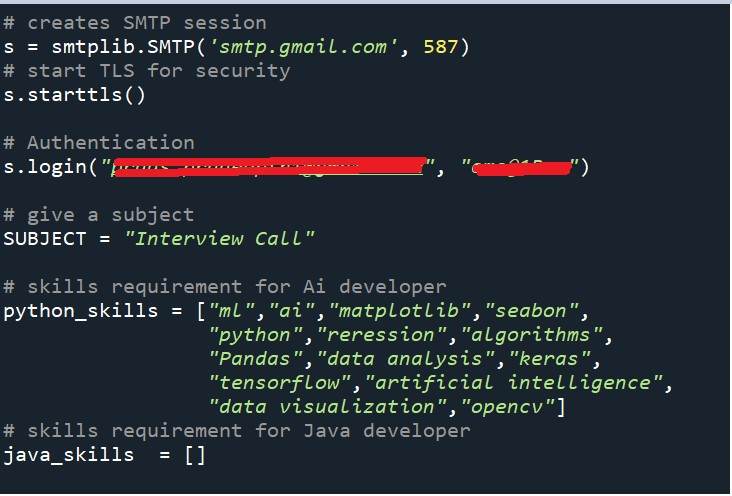 # creates SMTP session
s = smtplib.SMTP('smtp.gmail.com', 587)
# start TLS for security
s.starttls()
# Authentication
s.login("", "")
# give a subject
SUBJECT = "Interview Call"
# skills requirement for Ai developer
python_skills = ["ml","ai","matplotlib","seabon",
"python","reression","algorithms",
"Pandas","data analysis","keras",
"tensorflow","artificial intelligence",
"data visualization","opencv"]
# skills requirement for Java developer
java_skills  = []